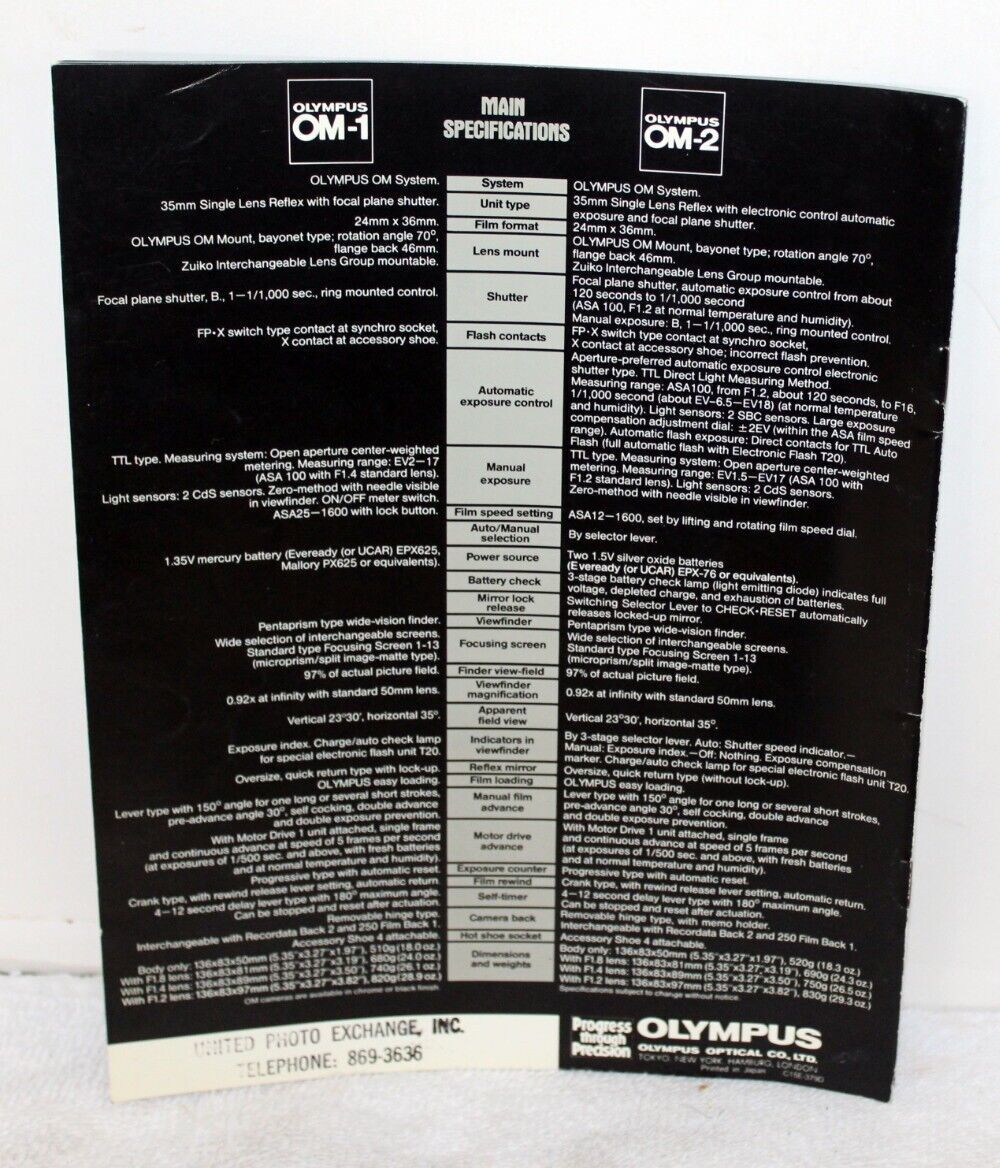 OLYMPUS
OM-1
MAIN
SPECIFICATIONS
OLYMPUS
OM-2
OLYMPUS OM System.
System
OLYMPUS OM System.
35mm Single Lens Reflex with focal plane shutter.
Unit type
35mm Single Lens Reflex with electronic control automatic
exposure and focal plane shutter.
24mm x 36mm.
Film format
24mm x 36mm.
OLYMPUS OM Mount, bayonet type; rotation angle 70°,
flange back 46mm.
Zuiko Interchangeable Lens Group mountable.
Lens mount
OLYMPUS OM Mount, bayonet type; rotation angle 70°,
flange back 46mm.
Zuiko Interchangeable Lens Group mountable.
Focal plane shutter, B., 1—1/1,000 sec., ring mounted control.
Shutter
Focal plane shutter, automatic exposure control from about
120 seconds to 1/1,000 second
(ASA 100, F1.2 at normal temperature and humidity).
Manual exposure: B, 1—1/1,000 sec., ring mounted control.
FP·X switch type contact at synchro socket,
X contact at accessory shoe.
Flash contacts
FP·X switch type contact at synchro socket,
X contact at accessory shoe; incorrect flash prevention.
Automatic
exposure control
Aperture-preferred automatic exposure control electronic
shutter type. TTL Direct Light Measuring Method.
Measuring range: ASA100, from F1.2, about 120 seconds, to F16,
1/1,000 second (about EV–6.5—EV18) (at normal temperature
and humidity). Light sensors: 2 SBC sensors. Large exposure
compensation adjustment dial: ±2EV (within the ASA film speed
range). Automatic flash exposure: Direct contacts for TTL Auto
Flash (full automatic flash with Electronic Flash T20).
TTL type. Measuring system: Open aperture center-weighted
metering. Measuring range: EV2—17
(ASA 100 with F1.4 standard lens).
Light sensors: 2 CdS sensors. Zero-method with needle visible
in viewfinder. ON/OFF meter switch.
Manual
exposure
TTL type. Measuring system: Open aperture center-weighted
metering. Measuring range: EV1.5—EV17 (ASA 100 with
F1.2 standard lens). Light sensors: 2 CdS sensors.
Zero-method with needle visible in viewfinder.
ASA25—1600 with lock button.
Film speed setting
ASA12—1600, set by lifting and rotating film speed dial.
Auto/Manual
selection
By selector lever.
1.35V mercury battery (Eveready (or UCAR) EPX625,
Mallory PX625 or equivalents).
Power source
Two 1.5V silver oxide batteries
(Eveready (or UCAR) EPX-76 or equivalents).
Battery check
3-stage battery check lamp (light emitting diode) indicates full
voltage, depleted charge, and exhaustion of batteries.
Mirror lock
release
Switching Selector Lever to CHECK·RESET automatically
releases locked-up mirror.
Pentaprism type wide-vision finder.
Viewfinder
Pentaprism type wide-vision finder.
Wide selection of interchangeable screens.
Standard type Focusing Screen 1-13
(microprism/split image-matte type).
Focusing screen
Wide selection of interchangeable screens.
Standard type Focusing Screen 1-13
(microprism/split image-matte type).
97% of actual picture field.
Finder view-field
97% of actual picture field.
0.92x at infinity with standard 50mm lens.
Viewfinder
magnification
0.92x at infinity with standard 50mm lens.
Vertical 23°30', horizontal 35°.
Apparent
field view
Vertical 23°30', horizontal 35°.
Exposure index. Charge/auto check lamp
for special electronic flash unit T20.
Indicators in
viewfinder
By 3-stage selector lever. Auto: Shutter speed indicator.—
Manual: Exposure index.—Off: Nothing. Exposure compensation
marker. Charge/auto check lamp for special electronic flash unit T20.
Oversize, quick return type with lock-up.
Reflex mirror
Oversize, quick return type (without lock-up).
OLYMPUS easy loading.
Film loading
OLYMPUS easy loading.
Lever type with 150° angle for one long or several short strokes,
pre-advance angle 30°, self cocking, double advance
and double exposure prevention.
Manual film
advance
Lever type with 150° angle for one long or several short strokes,
pre-advance angle 30°, self cocking, double advance
and double exposure prevention.
With Motor Drive 1 unit attached, single frame
and continuous advance at speed of 5 frames per second
(at exposures of 1/500 sec. and above, with fresh batteries
and at normal temperature and humidity).
Motor drive
advance
With Motor Drive 1 unit attached, single frame
and continuous advance at speed of 5 frames per second
(at exposures of 1/500 sec. and above, with fresh batteries
and at normal temperature and humidity).
Progressive type with automatic reset.
Exposure counter
Progressive type with automatic reset.
Crank type, with rewind release lever setting, automatic return.
Film rewind
Crank type, with rewind release lever setting, automatic return.
4—12 second delay lever type with 180° maximum angle.
Can be stopped and reset after actuation.
Self-timer
4—12 second delay lever type with 180° maximum angle.
Can be stopped and reset after actuation.
Removable hinge type.
Interchangeable with Recordata Back 2 and 250 Film Back 1.
Camera back
Removable hinge type, with memo holder.
Interchangeable with Recordata Back 2 and 250 Film Back 1.
Accessory Shoe 4 attachable.
Hot shoe socket
Accessory Shoe 4 attachable.
Body only: 136x83x50mm (5.35"x3.27"x1.97"), 510g (18.0 oz.)
With F1.8 lens: 136x83x81mm (5.35"x3.27"x3.19"), 680g (24.0 oz.)
With F1.4 lens: 136x83x89mm (5.35"x3.27"x3.50"), 740g (26.1 oz.)
With F1.2 lens: 136x83x97mm (5.35"x3.27"x3.82"), 820g (28.9 oz.)
Dimensions
and weights
Body only: 136x83x50mm (5.35"x3.27"x1.97"), 520g (18.3 oz.)
With F1.8 lens: 136x83x81mm (5.35"x3.27"x3.19"), 690g (24.3 oz.)
With F1.4 lens: 136x83x89mm (5.35"x3.27"x3.50"), 750g (26.5 oz.)
With F1.2 lens: 136x83x97mm (5.35"x3.27"x3.82"), 830g (29.3 oz.)
OM cameras are available in chrome or black finish.
Specifications subject to change without notice.
UNITED PHOTO EXCHANGE, INC.
TELEPHONE: 869-3636
Progress
through
Precision
OLYMPUS
OLYMPUS OPTICAL CO., LTD.
TOKYO, NEW YORK, HAMBURG, LONDON
Printed in Japan
C15E-379D